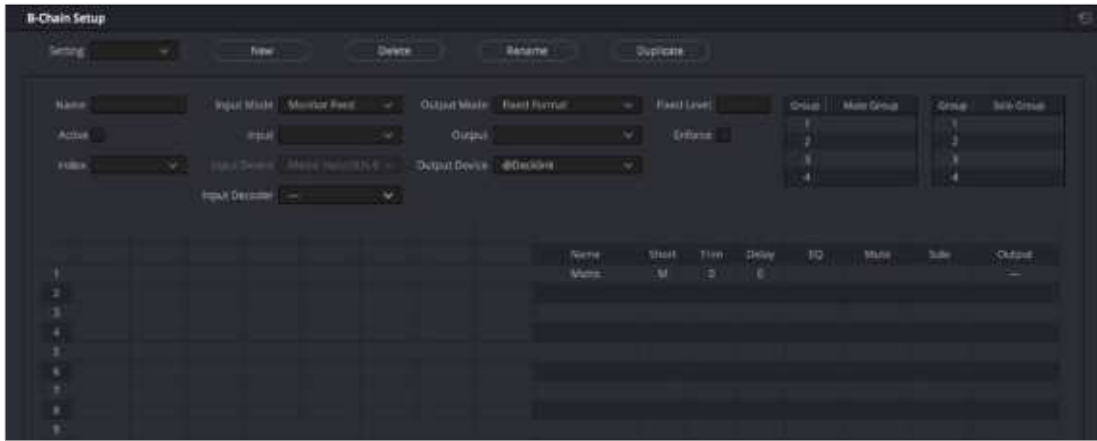 B-Chain Setup
Setting New Delete Rename Duplicate
Name Input Mode Monitor Feed Output Mode Fixed Format Fixed Level Group Mute Group Group Solo Group
Active Input Output Enforce 1 1
2 2
Index Input Device Output Device @Decklink 3 3
4 4
Input Decoder ---
Name Short Trim Delay EQ Mute Solo Output
1 Mono M 0 0 ---
2
3
4
5
6
7
8
9